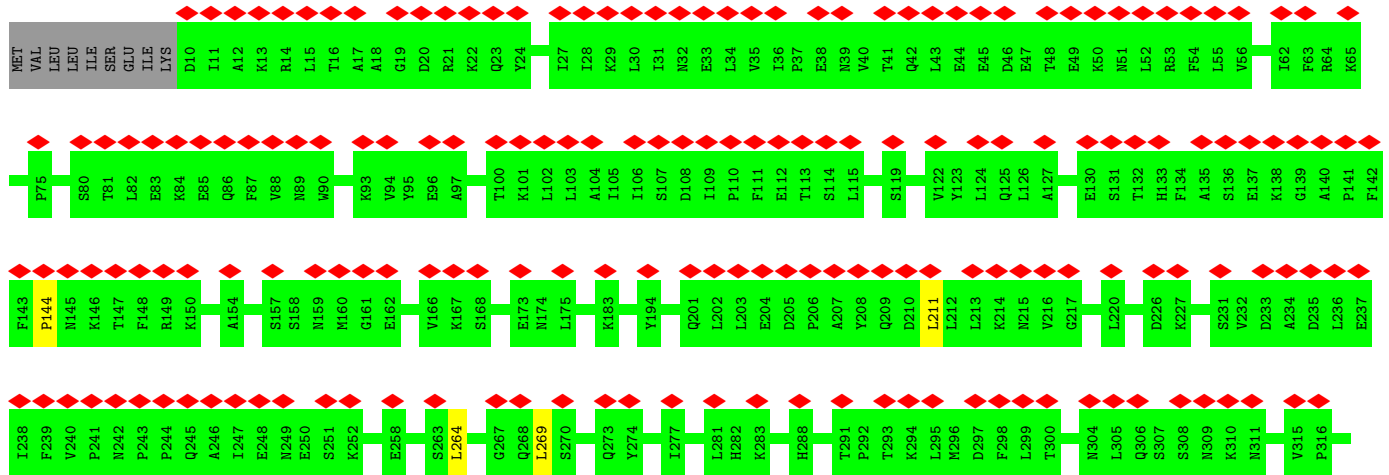 MET VAL LEU LEU ILE SER GLU ILE LYS D10 I11 A12 K13 R14 L15 T16 A17 A18 G19 D20 R21 K22 Q23 Y24 I27 I28 K29 L30 I31 N32 E33 L34 V35 I36 P37 E38 N39 V40 T41 Q42 L43 E44 E45 D46 E47 T48 E49 K50 N51 L52 R53 F54 L55 V56 I62 F63 R64 K65
P75 S80 T81 L82 E83 K84 E85 Q86 F87 V88 N89 W90 K93 V94 Y95 E96 A97 T100 K101 L102 L103 A104 I105 I106 S107 D108 I109 P110 F111 E112 T113 S114 L115 S119 V122 Y123 L124 Q125 L126 A127 E130 S131 T132 H133 F134 A135 S136 E137 K138 G139 A140 P141 F142
F143 P144 N145 K146 T147 F148 R149 K150 A154 S157 S158 N159 M160 G161 E162 V166 K167 S168 E173 N174 L175 K183 Y194 Q201 L202 L203 E204 D205 P206 A207 Y208 Q209 D210 L211 L212 L213 K214 N215 V216 G217 L220 D226 K227 S231 V232 D233 A234 D235 L236 E237
I238 F239 V240 P241 N242 P243 P244 Q245 A246 I247 E248 N249 E250 S251 K252 E258 S263 L264 G267 Q268 L269 S270 Q273 Y274 I277 L281 H282 K283 H288 T291 P292 T293 K294 L295 M296 D297 F298 L299 T300 N304 L305 Q306 S307 S308 N309 K310 N311 V315 P316